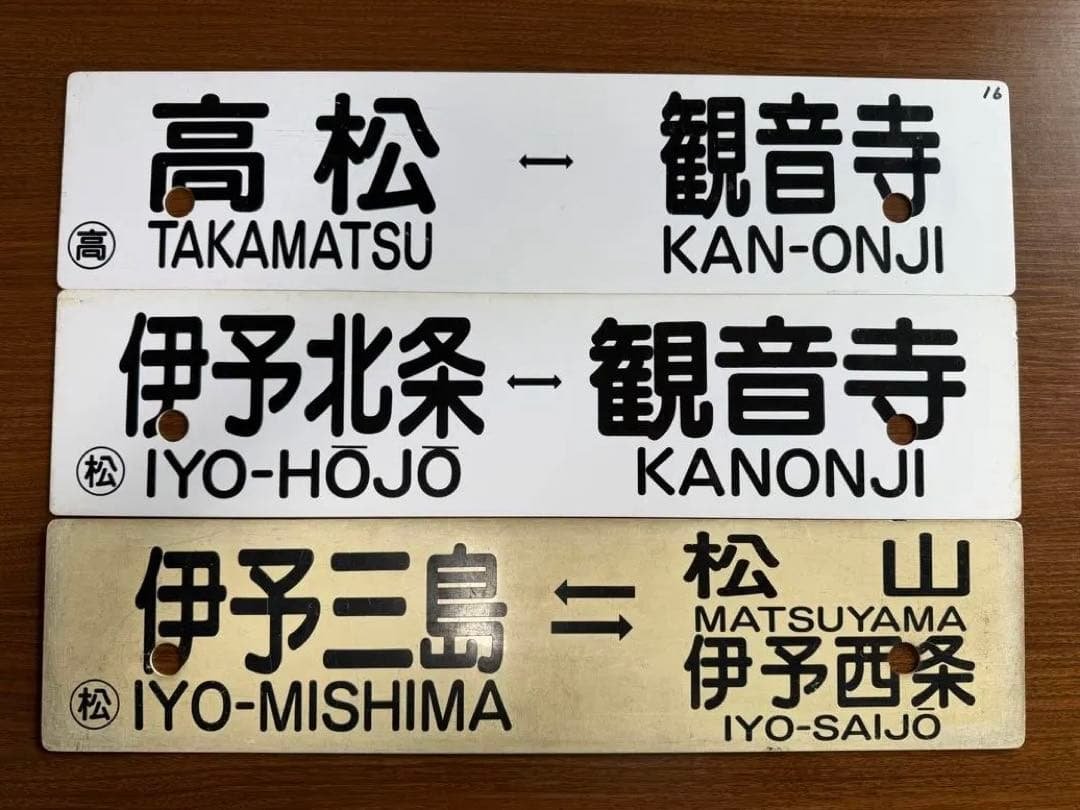 16
高松 ↔ 観音寺
高 TAKAMATSU KAN-ONJI
伊予北条 ↔ 観音寺
松 IYO-HŌJŌ KANONJI
伊予三島 ⇆ 松山
MATSUYAMA
伊予西条
松 IYO-MISHIMA IYO-SAIJŌ